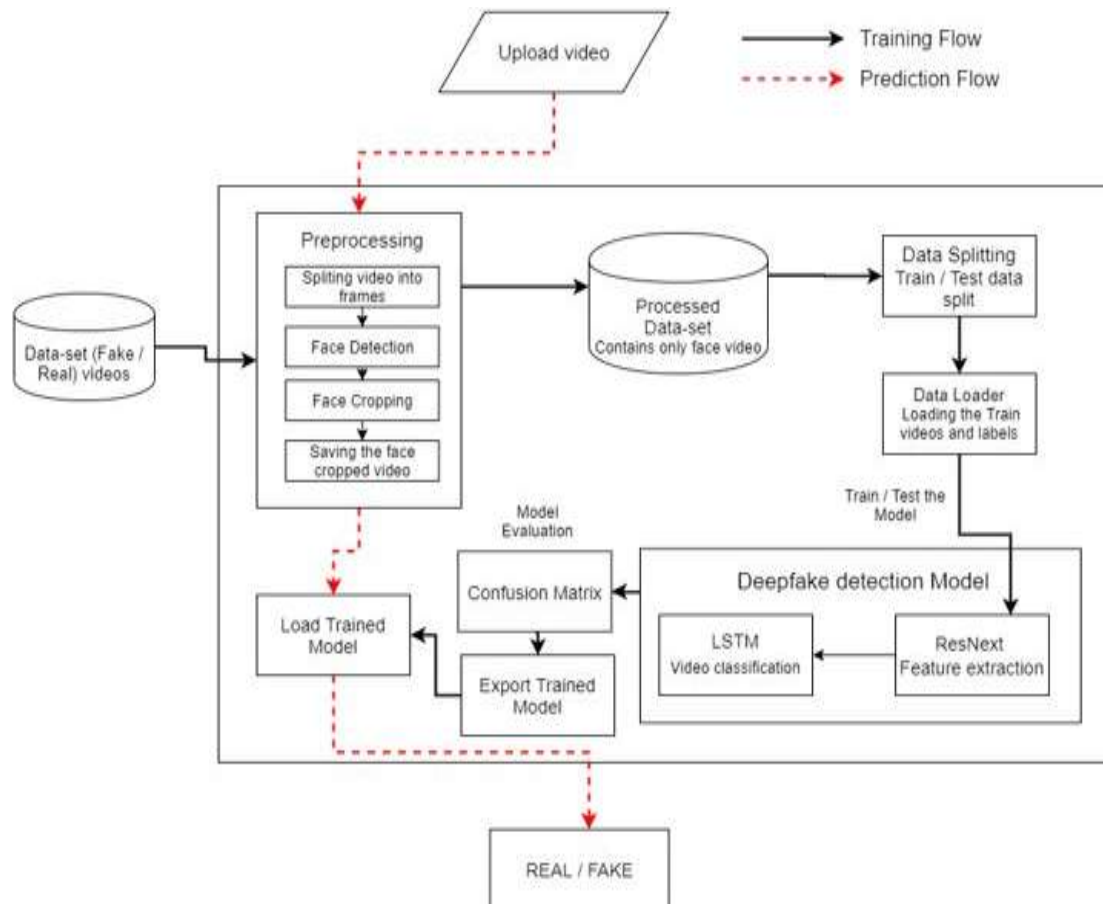 Upload video
Training Flow
Prediction Flow
Preprocessing
Spliting video into
frames
Face Detection
Face Cropping
Saving the face
cropped video
Data-set (Fake /
Real) videos
Processed
Data-set
Contains only face video
Data Splitting
Train / Test data
split
Data Loader
Loading the Train
videos and labels
Train / Test the
Model
Model
Evaluation
Deepfake detection Model
Confusion Matrix
LSTM
Video classification
ResNext
Feature extraction
Load Trained
Model
Export Trained
Model
REAL / FAKE